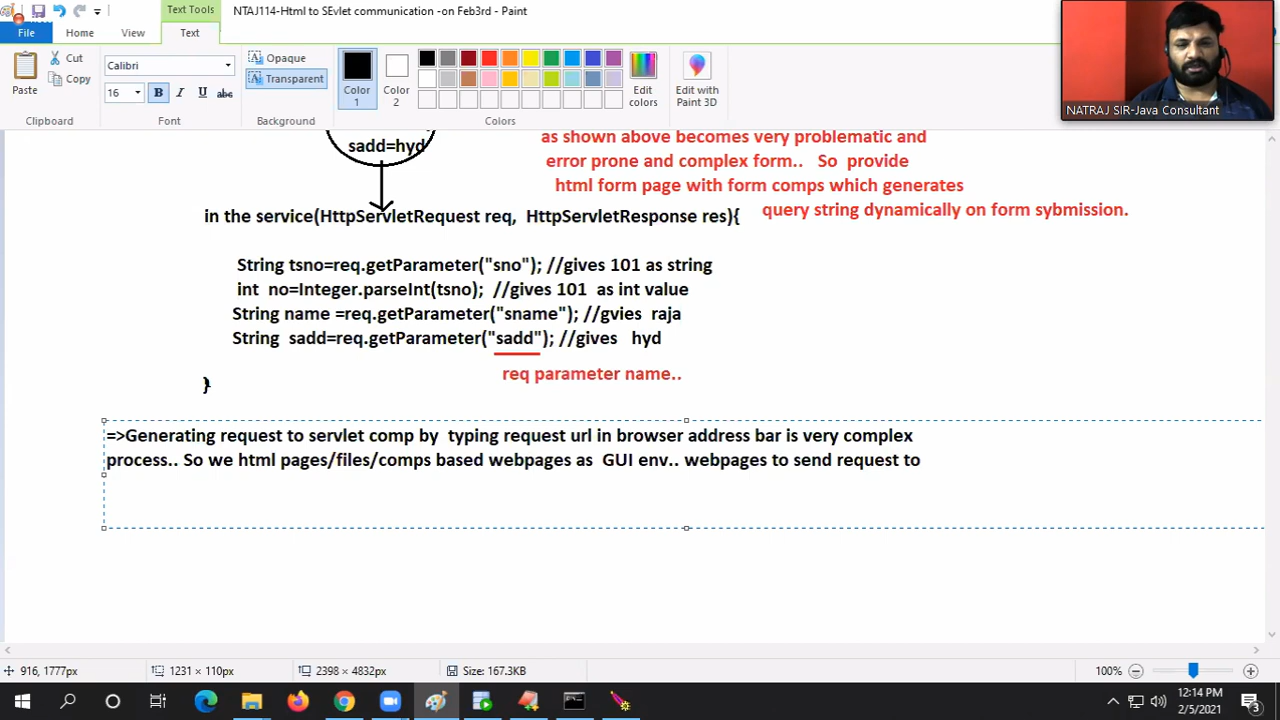 Text Tools
NTAJ114-Html to SEvlet communication -on Feb3rd - Paint
File
Home
View
Text
Paste
Cut
Copy
Clipboard
Calibri
16
B
I
U
abc
Font
Opaque
Transparent
Background
Color 1
Color 2
Edit colors
Edit with Paint 3D
Colors
NATRAJ SIR-Java Consultant
sadd=hyd
as shown above becomes very problematic and
error prone and complex form.. So provide
html form page with form comps which generates
query string dynamically on form sybmission.
in the service(HttpServletRequest req, HttpServletResponse res){
String tsno=req.getParameter("sno"); //gives 101 as string
int no=Integer.parseInt(tsno); //gives 101 as int value
String name =req.getParameter("sname"); //gvies raja
String sadd=req.getParameter("sadd"); //gives hyd
req parameter name..
}
=>Generating request to servlet comp by typing request url in browser address bar is very complex
process.. So we html pages/files/comps based webpages as GUI env.. webpages to send request to
916, 1777px
1231 × 110px
2398 × 4832px
Size: 167.3KB
100%
12:14 PM
2/5/2021
3